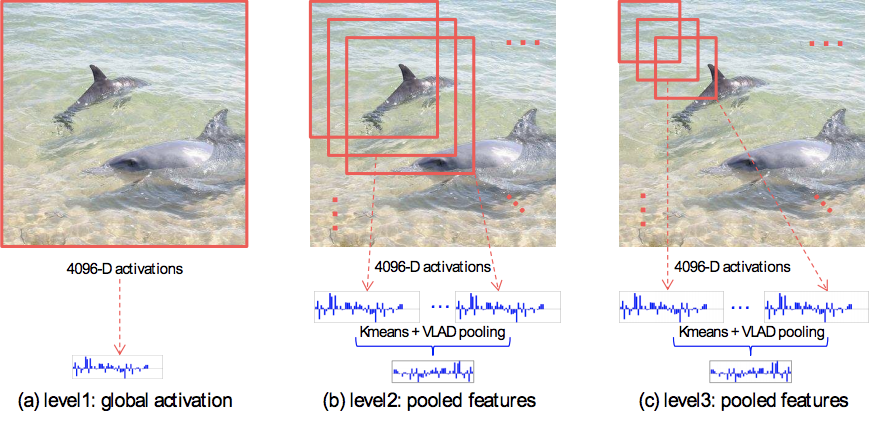 4096-D activations
4096-D activations
4096-D activations
Kmeans + VLAD pooling
Kmeans + VLAD pooling
(a) level1: global activation
(b) level2: pooled features
(c) level3: pooled features